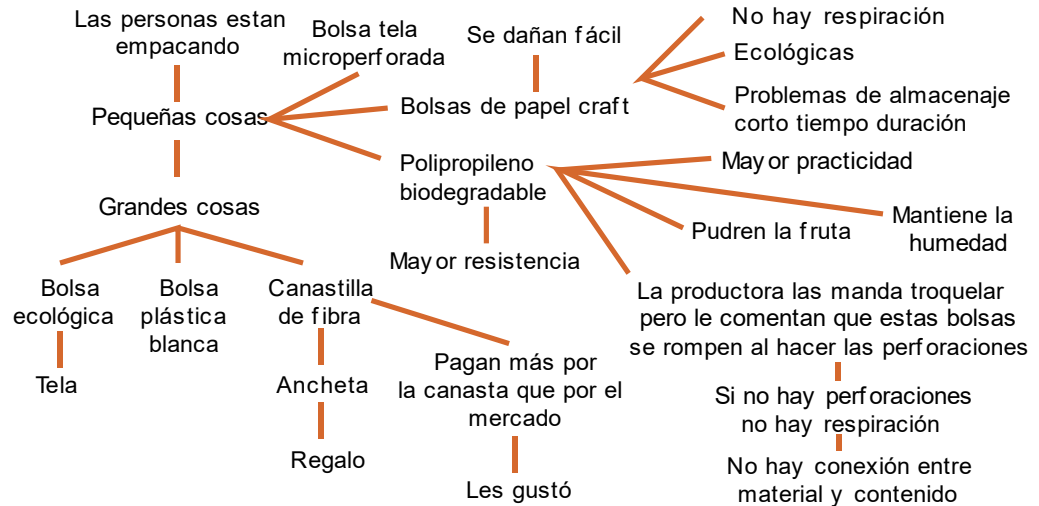 Las personas estan
empacando
Pequeñas cosas
Bolsa tela
microperforada
Se dañan fácil
Bolsas de papel craft
No hay respiración
Ecológicas
Problemas de almacenaje
corto tiempo duración
Polipropileno
biodegradable
Mayor practicidad
Mantiene la
humedad
Pudren la fruta
Mayor resistencia
La productora las manda troquelar
pero le comentan que estas bolsas
se rompen al hacer las perforaciones
Si no hay perforaciones
no hay respiración
No hay conexión entre
material y contenido
Grandes cosas
Bolsa
ecológica
Tela
Bolsa
plástica
blanca
Canastilla
de fibra
Ancheta
Regalo
Pagan más por
la canasta que por el
mercado
Les gustó